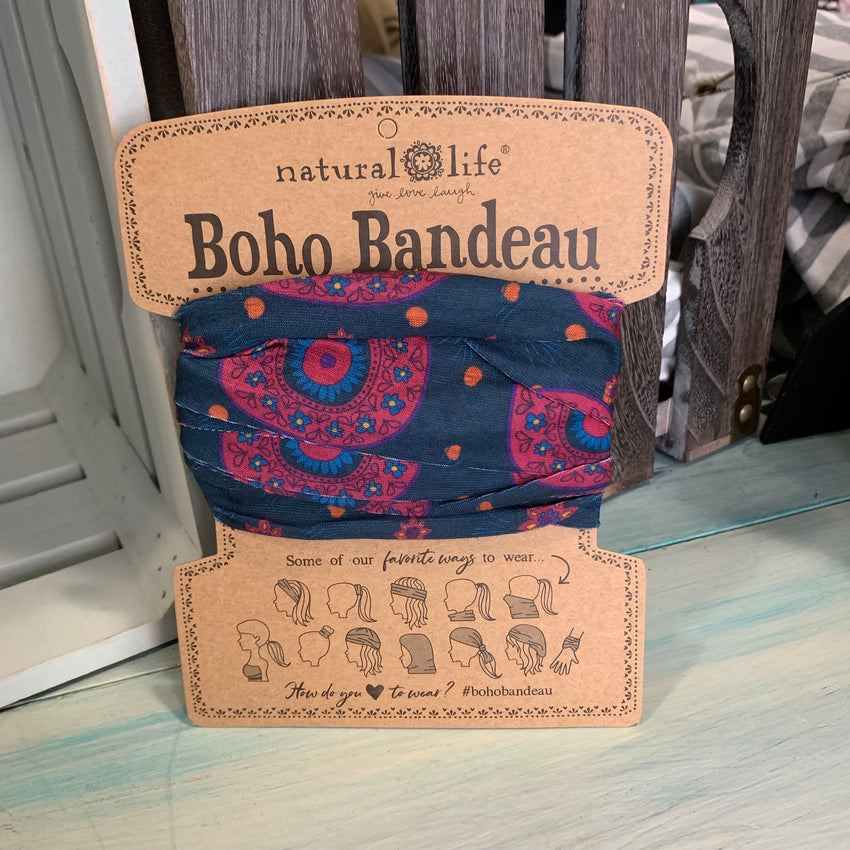 natural life®
give. love. laugh.
Boho Bandeau
Some of our favorite ways to wear...
How do you ♥ to wear? #bohobandeau